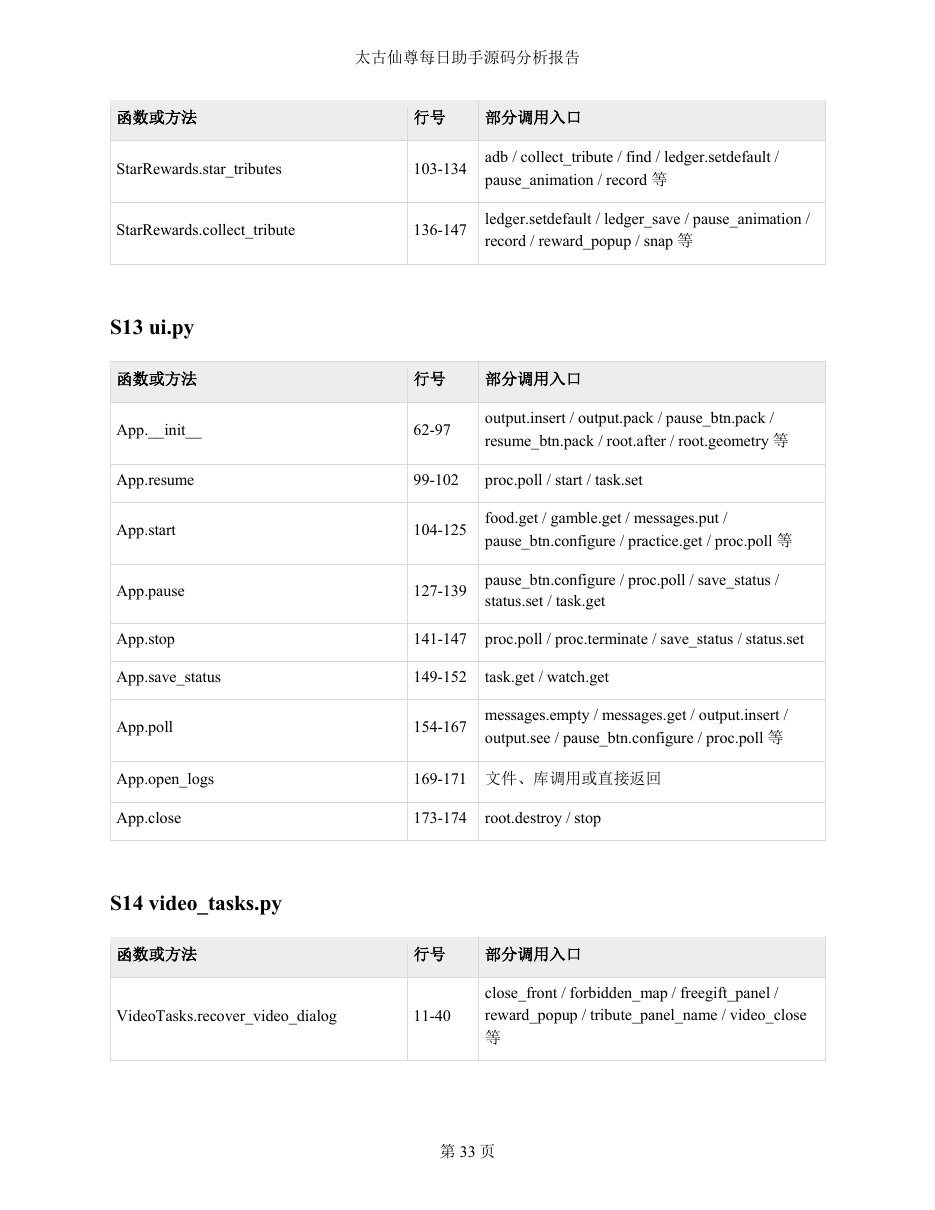 太古仙尊每日助手源码分析报告
函数或方法 行号 部分调用入口
StarRewards.star_tributes 103-134 adb / collect_tribute / find / ledger.setdefault /
pause_animation / record 等
StarRewards.collect_tribute 136-147 ledger.setdefault / ledger_save / pause_animation /
record / reward_popup / snap 等
S13 ui.py
函数或方法 行号 部分调用入口
App.__init__ 62-97 output.insert / output.pack / pause_btn.pack /
resume_btn.pack / root.after / root.geometry 等
App.resume 99-102 proc.poll / start / task.set
App.start 104-125 food.get / gamble.get / messages.put /
pause_btn.configure / practice.get / proc.poll 等
App.pause 127-139 pause_btn.configure / proc.poll / save_status /
status.set / task.get
App.stop 141-147 proc.poll / proc.terminate / save_status / status.set
App.save_status 149-152 task.get / watch.get
App.poll 154-167 messages.empty / messages.get / output.insert /
output.see / pause_btn.configure / proc.poll 等
App.open_logs 169-171 文件、库调用或直接返回
App.close 173-174 root.destroy / stop
S14 video_tasks.py
函数或方法 行号 部分调用入口
VideoTasks.recover_video_dialog 11-40 close_front / forbidden_map / freegift_panel /
reward_popup / tribute_panel_name / video_close
等
第 33 页